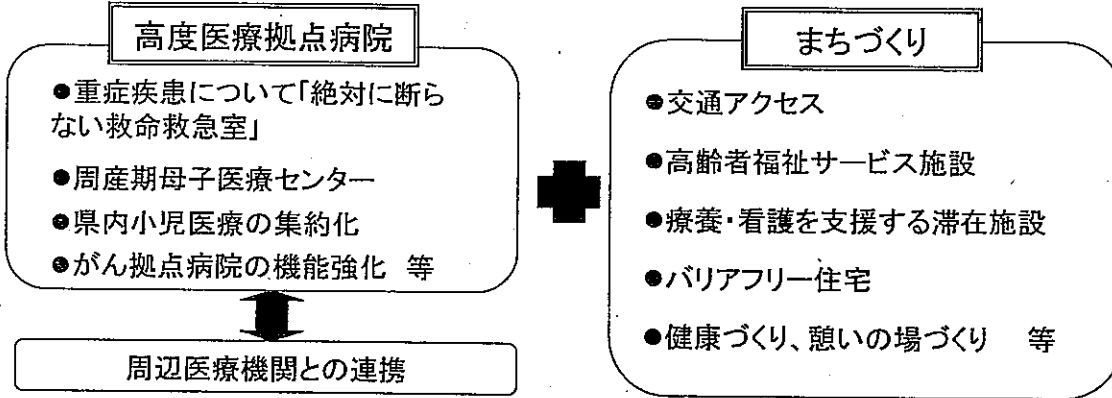 高度医療拠点病院
●重症疾患について「絶対に断ら
ない救命救急室」
●周産期母子医療センター
●県内小児医療の集約化
●がん拠点病院の機能強化 等
周辺医療機関との連携
まちづくり
●交通アクセス
●高齢者福祉サービス施設
●療養・看護を支援する滞在施設
●バリアフリー住宅
●健康づくり、憩いの場づくり 等